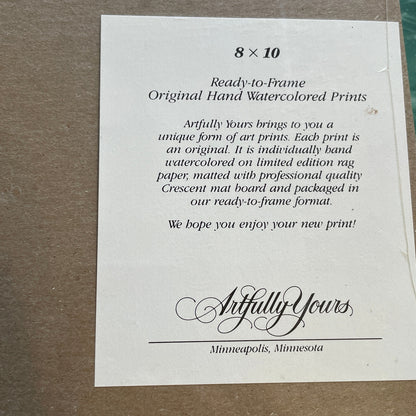 8 × 10
Ready-to-Frame
Original Hand Watercolored Prints
Artfully Yours brings to you a
unique form of art prints. Each print is
an original. It is individually hand
watercolored on limited edition rag
paper, matted with professional quality
Crescent mat board and packaged in
our ready-to-frame format.
We hope you enjoy your new print!
Artfully Yours
Minneapolis, Minnesota